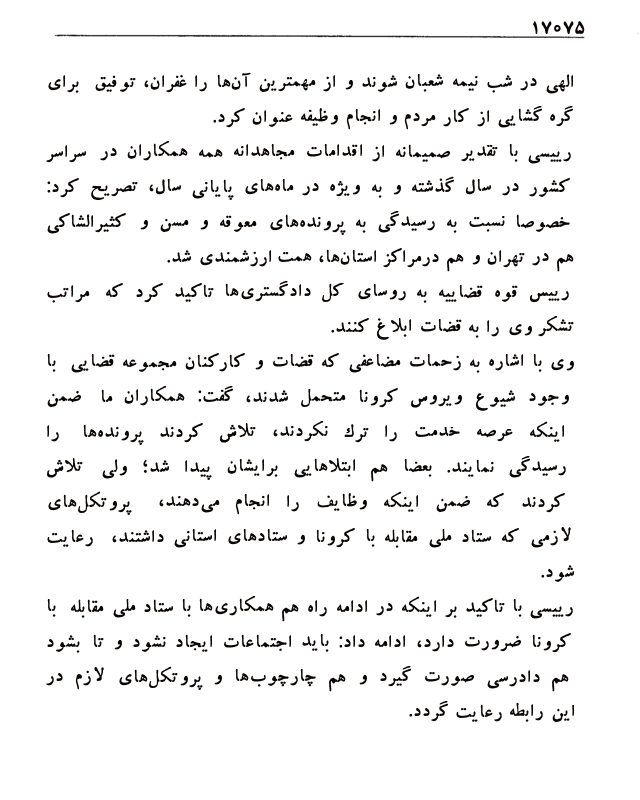 ۱۷۰۷۵
الهی در شب نیمه شعبان شوند و از مهمترین آن‌ها را غفران، توفیق برای
گره گشایی از کار مردم و انجام وظیفه عنوان کرد.
رییسی با تقدیر صمیمانه از اقدامات مجاهدانه همه همکاران در سراسر
کشور در سال گذشته و به ویژه در ماه‌های پایانی سال، تصریح کرد:
خصوصا نسبت به رسیدگی به پرونده‌های معوقه و مسن و کثیرالشاکی
هم در تهران و هم درمراکز استان‌ها، همت ارزشمندی شد.
رییس قوه قضاییه به روسای کل دادگستری‌ها تاکید کرد که مراتب
تشکر وی را به قضات ابلاغ کنند.
وی با اشاره به زحمات مضاعفی که قضات و کارکنان مجموعه قضایی با
وجود شیوع ویروس کرونا متحمل شدند، گفت: همکاران ما ضمن
اینکه عرصه خدمت را ترك نکردند، تلاش کردند پرونده‌ها را
رسیدگی نمایند. بعضا هم ابتلاهایی برایشان پیدا شد؛ ولی تلاش
کردند که ضمن اینکه وظایف را انجام می‌دهند، پروتکل‌های
لازمی که ستاد ملی مقابله با کرونا و ستادهای استانی داشتند، رعایت
شود.
رییسی با تاکید بر اینکه در ادامه راه هم همکاری‌ها با ستاد ملی مقابله با
کرونا ضرورت دارد، ادامه داد: باید اجتماعات ایجاد نشود و تا بشود
هم دادرسی صورت گیرد و هم چارچوب‌ها و پروتکل‌های لازم در
این رابطه رعایت گردد.